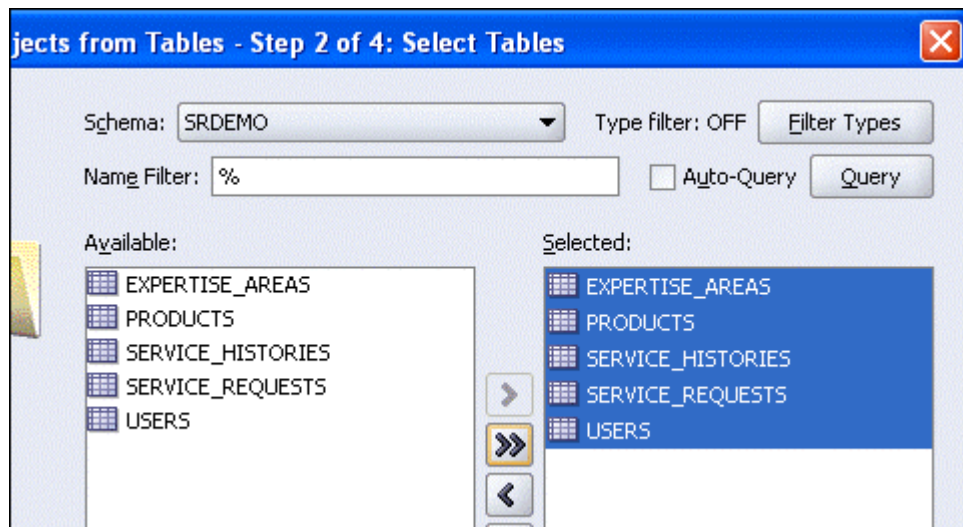 jects from Tables - Step 2 of 4: Select Tables
Schema: SRDEMO Type filter: OFF Filter Types
Name Filter: % Auto-Query Query
Available:
EXPERTISE_AREAS
PRODUCTS
SERVICE_HISTORIES
SERVICE_REQUESTS
USERS
Selected:
EXPERTISE_AREAS
PRODUCTS
SERVICE_HISTORIES
SERVICE_REQUESTS
USERS